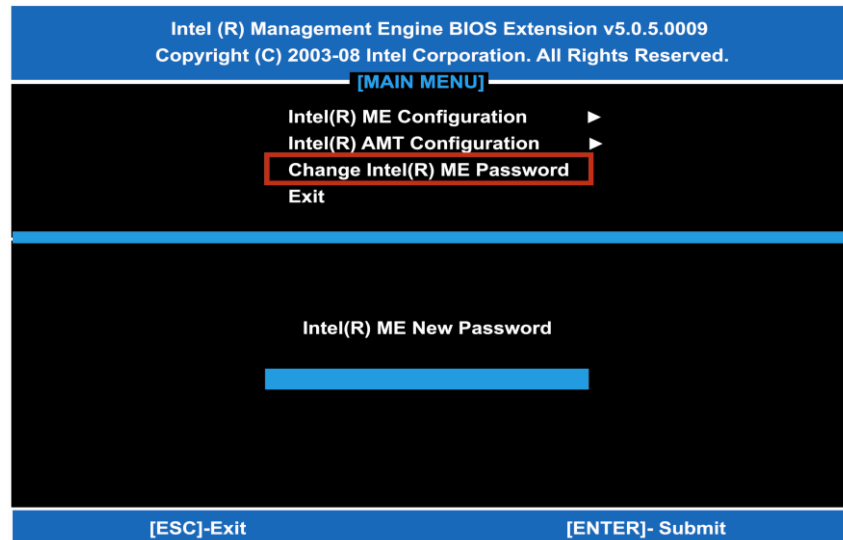 Intel (R) Management Engine BIOS Extension v5.0.5.0009
Copyright (C) 2003-08 Intel Corporation. All Rights Reserved.
[MAIN MENU]
Intel(R) ME Configuration ►
Intel(R) AMT Configuration ►
Change Intel(R) ME Password
Exit
Intel(R) ME New Password
[ESC]-Exit [ENTER]- Submit